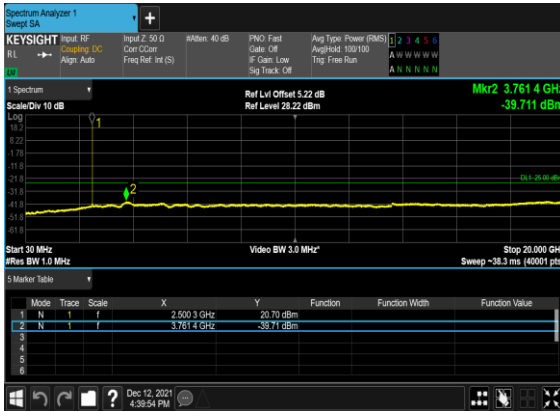 Spectrum Analyzer 1
Swept SA
+
KEYSIGHT Input: RF Input Z: 50 Ω #Atten: 40 dB PNO: Fast Avg Type: Power (RMS) 1 2 3 4 5 6
RL Coupling: DC Corr CCorr Gate: Off Avg|Hold: 100/100 A W W W W W
Align: Auto Freq Ref: Int (S) IF Gain: Low Trig: Free Run
Sig Track: Off A N N N N N
1 Spectrum Ref Lvl Offset 5.22 dB Mkr2 3.761 4 GHz
Scale/Div 10 dB Ref Level 28.22 dBm -39.711 dBm
Log
18.2
8.22
-1.78
-11.8
-21.8
-31.8
-41.8
-51.8
-61.8
1
2
DL1 -25.00 dBm
Start 30 MHz Video BW 3.0 MHz* Stop 20.000 GHz
#Res BW 1.0 MHz Sweep ~38.3 ms (40001 pts)
5 Marker Table
Mode Trace Scale X Y Function Function Width Function Value
1 N 1 f 2.500 3 GHz 20.70 dBm
2 N 1 f 3.761 4 GHz -39.71 dBm
3
4
5
6
? Dec 12, 2021
4:39:54 PM